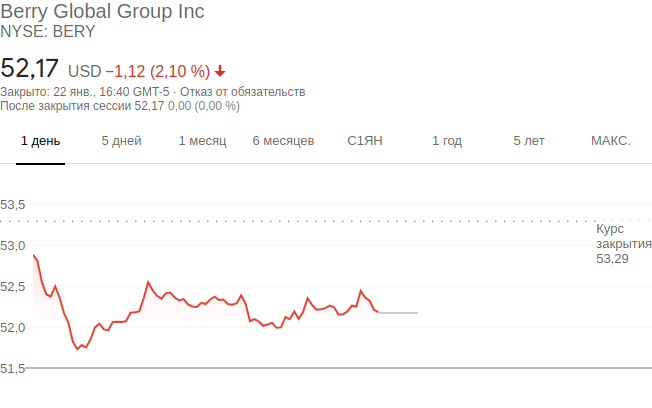 Berry Global Group Inc
NYSE: BERY
52,17 USD −1,12 (2,10 %)
Закрыто: 22 янв., 16:40 GMT-5 · Отказ от обязательств
После закрытия сессии 52,17 0,00 (0,00 %)
1 день 5 дней 1 месяц 6 месяцев С1ЯН 1 год 5 лет МАКС.
53,5
Курс
закрытия
53,29
53,0
52,5
52,0
51,5